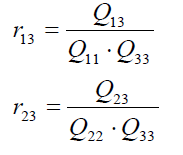 r₁₃ = Q₁₃ / (Q₁₁ · Q₃₃)
r₂₃ = Q₂₃ / (Q₂₂ · Q₃₃)